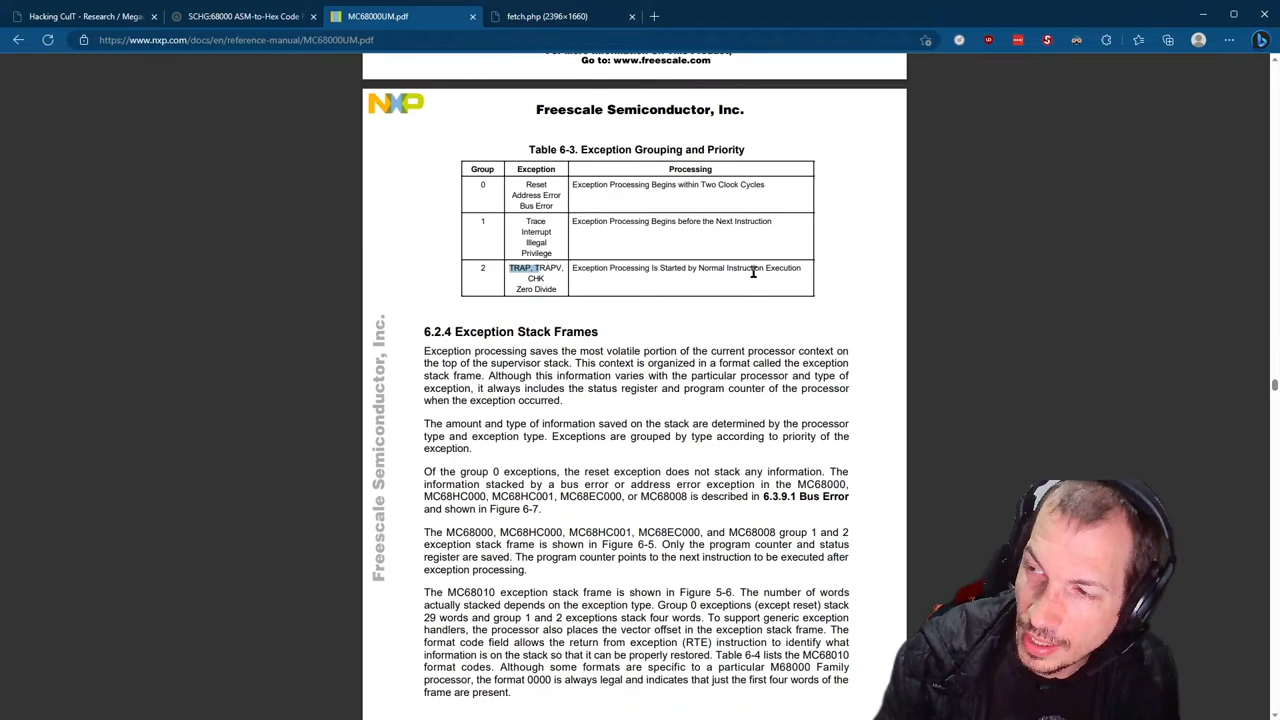 Hacking CulT - Research / Mega
SCHG:68000 ASM-to-Hex Code
MC68000UM.pdf
fetch.php (2396×1660)
https://www.nxp.com/docs/en/reference-manual/MC68000UM.pdf
Go to: www.freescale.com
NXP
Freescale Semiconductor, Inc.
Table 6-3. Exception Grouping and Priority
Group Exception Processing
0 Reset Exception Processing Begins within Two Clock Cycles
Address Error
Bus Error
1 Trace Exception Processing Begins before the Next Instruction
Interrupt
Illegal
Privilege
2 TRAP, TRAPV, Exception Processing Is Started by Normal Instruction Execution
CHK
Zero Divide
Freescale Semiconductor, Inc.
6.2.4 Exception Stack Frames
Exception processing saves the most volatile portion of the current processor context on
the top of the supervisor stack. This context is organized in a format called the exception
stack frame. Although this information varies with the particular processor and type of
exception, it always includes the status register and program counter of the processor
when the exception occurred.
The amount and type of information saved on the stack are determined by the processor
type and exception type. Exceptions are grouped by type according to priority of the
exception.
Of the group 0 exceptions, the reset exception does not stack any information. The
information stacked by a bus error or address error exception in the MC68000,
MC68HC000, MC68HC001, MC68EC000, or MC68008 is described in 6.3.9.1 Bus Error
and shown in Figure 6-7.
The MC68000, MC68HC000, MC68HC001, MC68EC000, and MC68008 group 1 and 2
exception stack frame is shown in Figure 6-5. Only the program counter and status
register are saved. The program counter points to the next instruction to be executed after
exception processing.
The MC68010 exception stack frame is shown in Figure 5-6. The number of words
actually stacked depends on the exception type. Group 0 exceptions (except reset) stack
29 words and group 1 and 2 exceptions stack four words. To support generic exception
handlers, the processor also places the vector offset in the exception stack frame. The
format code field allows the return from exception (RTE) instruction to identify what
information is on the stack so that it can be properly restored. Table 6-4 lists the MC68010
format codes. Although some formats are specific to a particular M68000 Family
processor, the format 0000 is always legal and indicates that just the first four words of the
frame are present.